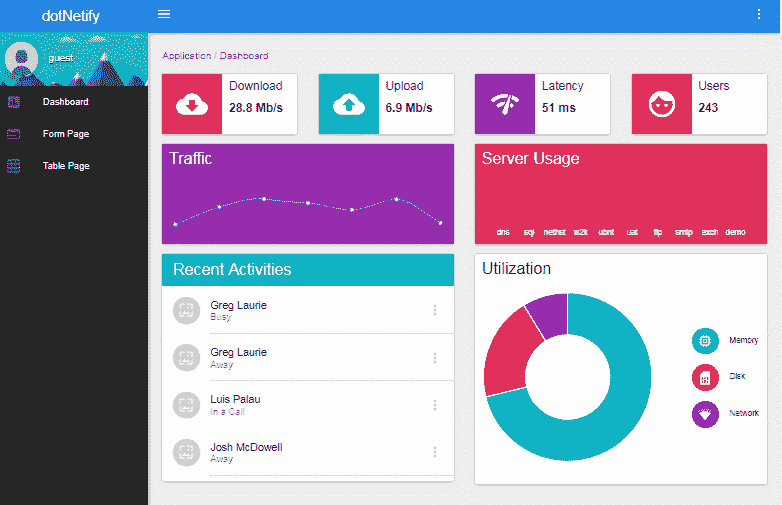 dotNetify
guest
Dashboard
Form Page
Table Page
Application / Dashboard
Download
28.8 Mb/s
Upload
6.9 Mb/s
Latency
51 ms
Users
243
Traffic
Server Usage
dns sql nethst w2k ubnt uat ftp smtp exch demo
Recent Activities
Greg Laurie
Busy
Greg Laurie
Away
Luis Palau
In a Call
Josh McDowell
Away
Utilization
Memory
Disk
Network